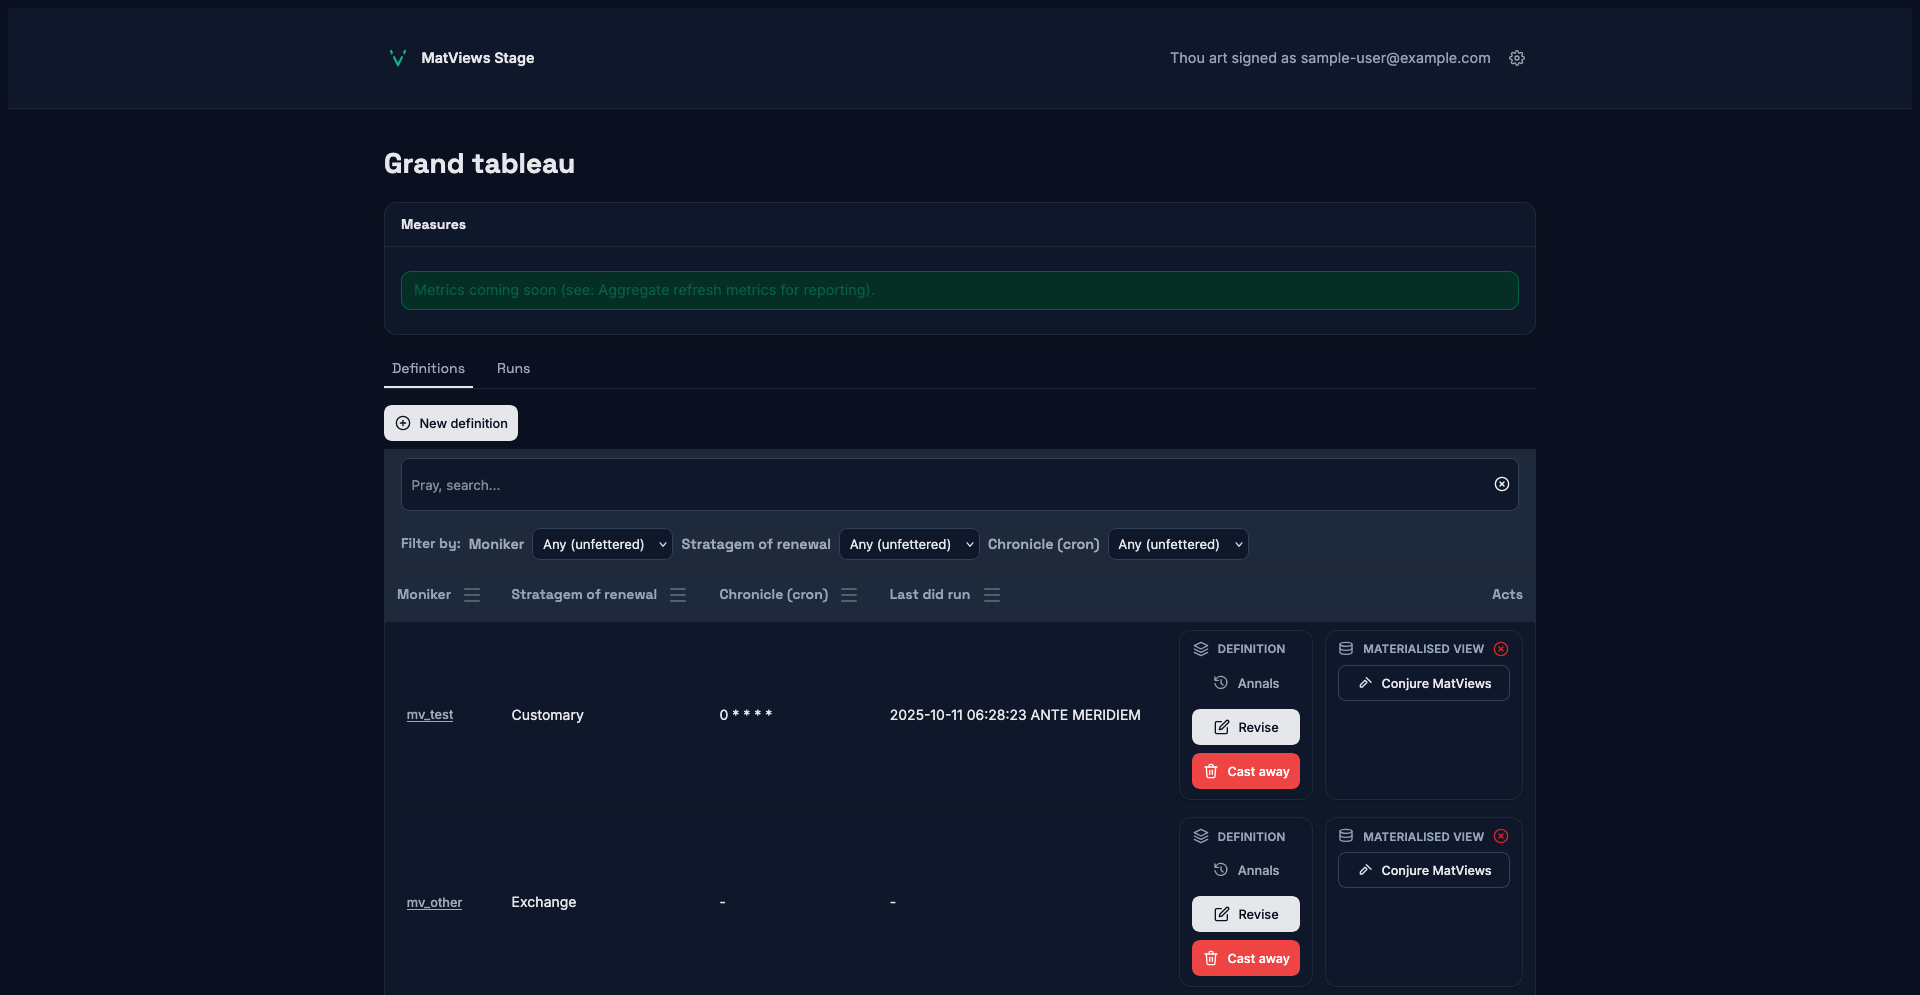 MatViews Stage
Thou art signed as sample-user@example.com
Grand tableau
Measures
Metrics coming soon (see: Aggregate refresh metrics for reporting).
Definitions Runs
New definition
Pray, search...
Filter by: Moniker Any (unfettered) Stratagem of renewal Any (unfettered) Chronicle (cron) Any (unfettered)
Moniker Stratagem of renewal Chronicle (cron) Last did run Acts
DEFINITION MATERIALISED VIEW
Annals Conjure MatViews
mv_test Customary 0 * * * * 2025-10-11 06:28:23 ANTE MERIDIEM
Revise
Cast away
DEFINITION MATERIALISED VIEW
Annals Conjure MatViews
mv_other Exchange - -
Revise
Cast away